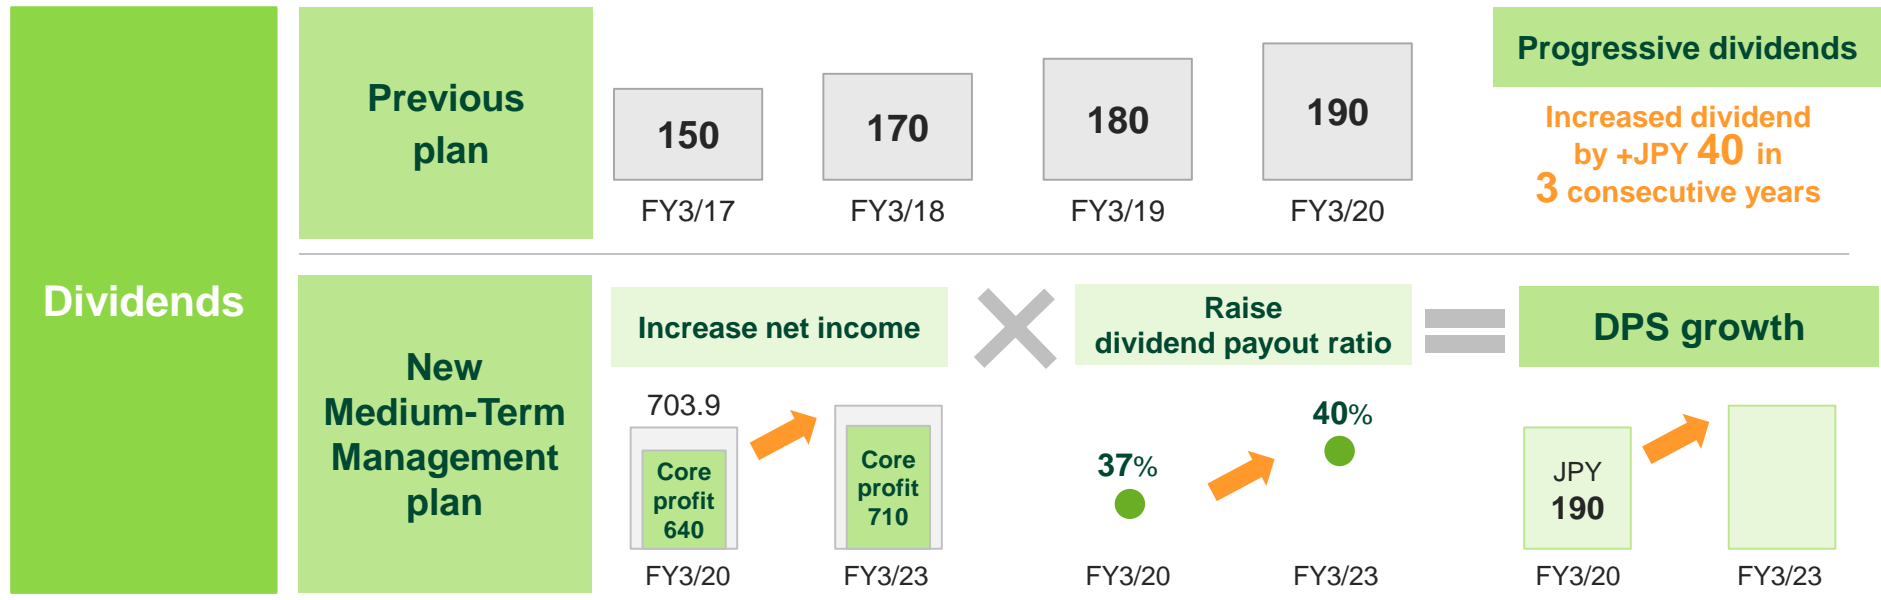 Dividends
Previous
plan
150
170
180
190
FY3/17
FY3/18
FY3/19
FY3/20
Progressive dividends
Increased dividend
by +JPY 40 in
3 consecutive years
New
Medium-Term
Management
plan
Increase net income
Raise
dividend payout ratio
DPS growth
703.9
Core
profit
640
Core
profit
710
FY3/20
FY3/23
37%
40%
FY3/20
FY3/23
JPY
190
FY3/20
FY3/23